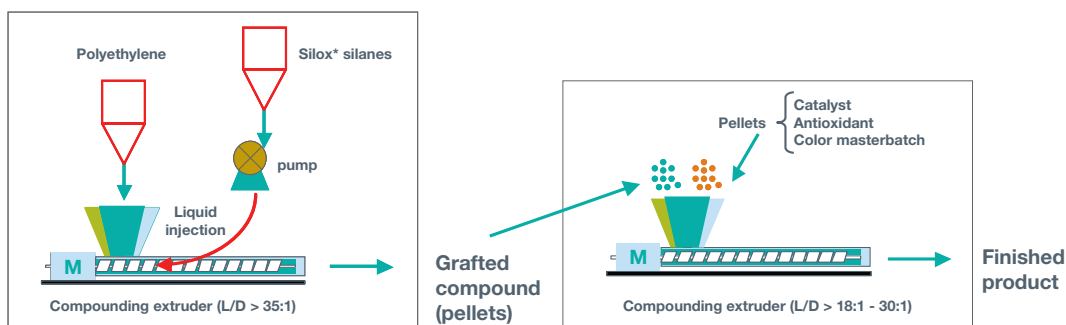 Polyethylene
Silox* silanes
pump
Liquid
injection
M
Compounding extruder (L/D > 35:1)
Grafted
compound
(pellets)
Pellets
Catalyst
Antioxidant
Color masterbatch
M
Compounding extruder (L/D > 18:1 - 30:1)
Finished
product